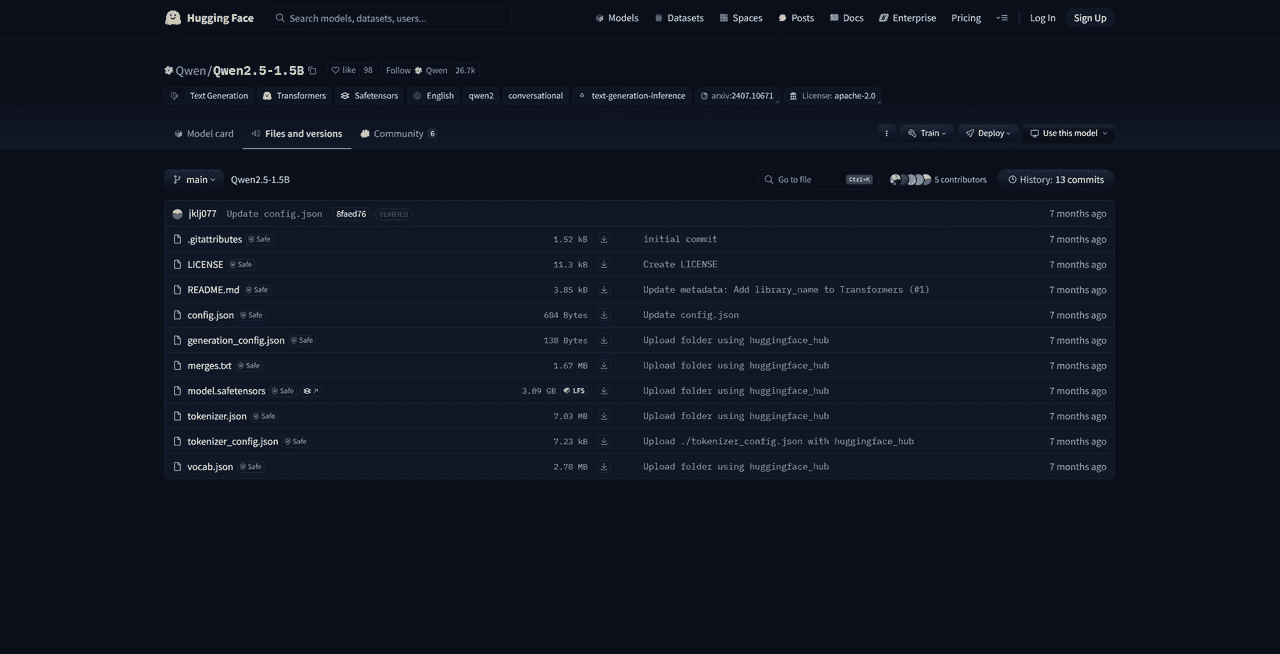 Hugging Face Search models, datasets, users... Models Datasets Spaces Posts Docs Enterprise Pricing Log In Sign Up
Qwen/Qwen2.5-1.5B like 98 Follow Qwen 26.7k
Text Generation Transformers Safetensors English qwen2 conversational text-generation-inference arxiv:2407.10671 License: apache-2.0
Model card Files and versions Community 6 Train Deploy Use this model
main Qwen2.5-1.5B Go to file Ctrl+K 5 contributors History: 13 commits
jklj077 Update config.json 8faed76 VERIFIED 7 months ago
.gitattributes Safe 1.52 kB initial commit 7 months ago
LICENSE Safe 11.3 kB Create LICENSE 7 months ago
README.md Safe 3.85 kB Update metadata: Add library_name to Transformers (#1) 7 months ago
config.json Safe 684 Bytes Update config.json 7 months ago
generation_config.json Safe 138 Bytes Upload folder using huggingface_hub 7 months ago
merges.txt Safe 1.67 MB Upload folder using huggingface_hub 7 months ago
model.safetensors Safe 3.09 GB LFS Upload folder using huggingface_hub 7 months ago
tokenizer.json Safe 7.03 MB Upload folder using huggingface_hub 7 months ago
tokenizer_config.json Safe 7.23 kB Upload ./tokenizer_config.json with huggingface_hub 7 months ago
vocab.json Safe 2.78 MB Upload folder using huggingface_hub 7 months ago